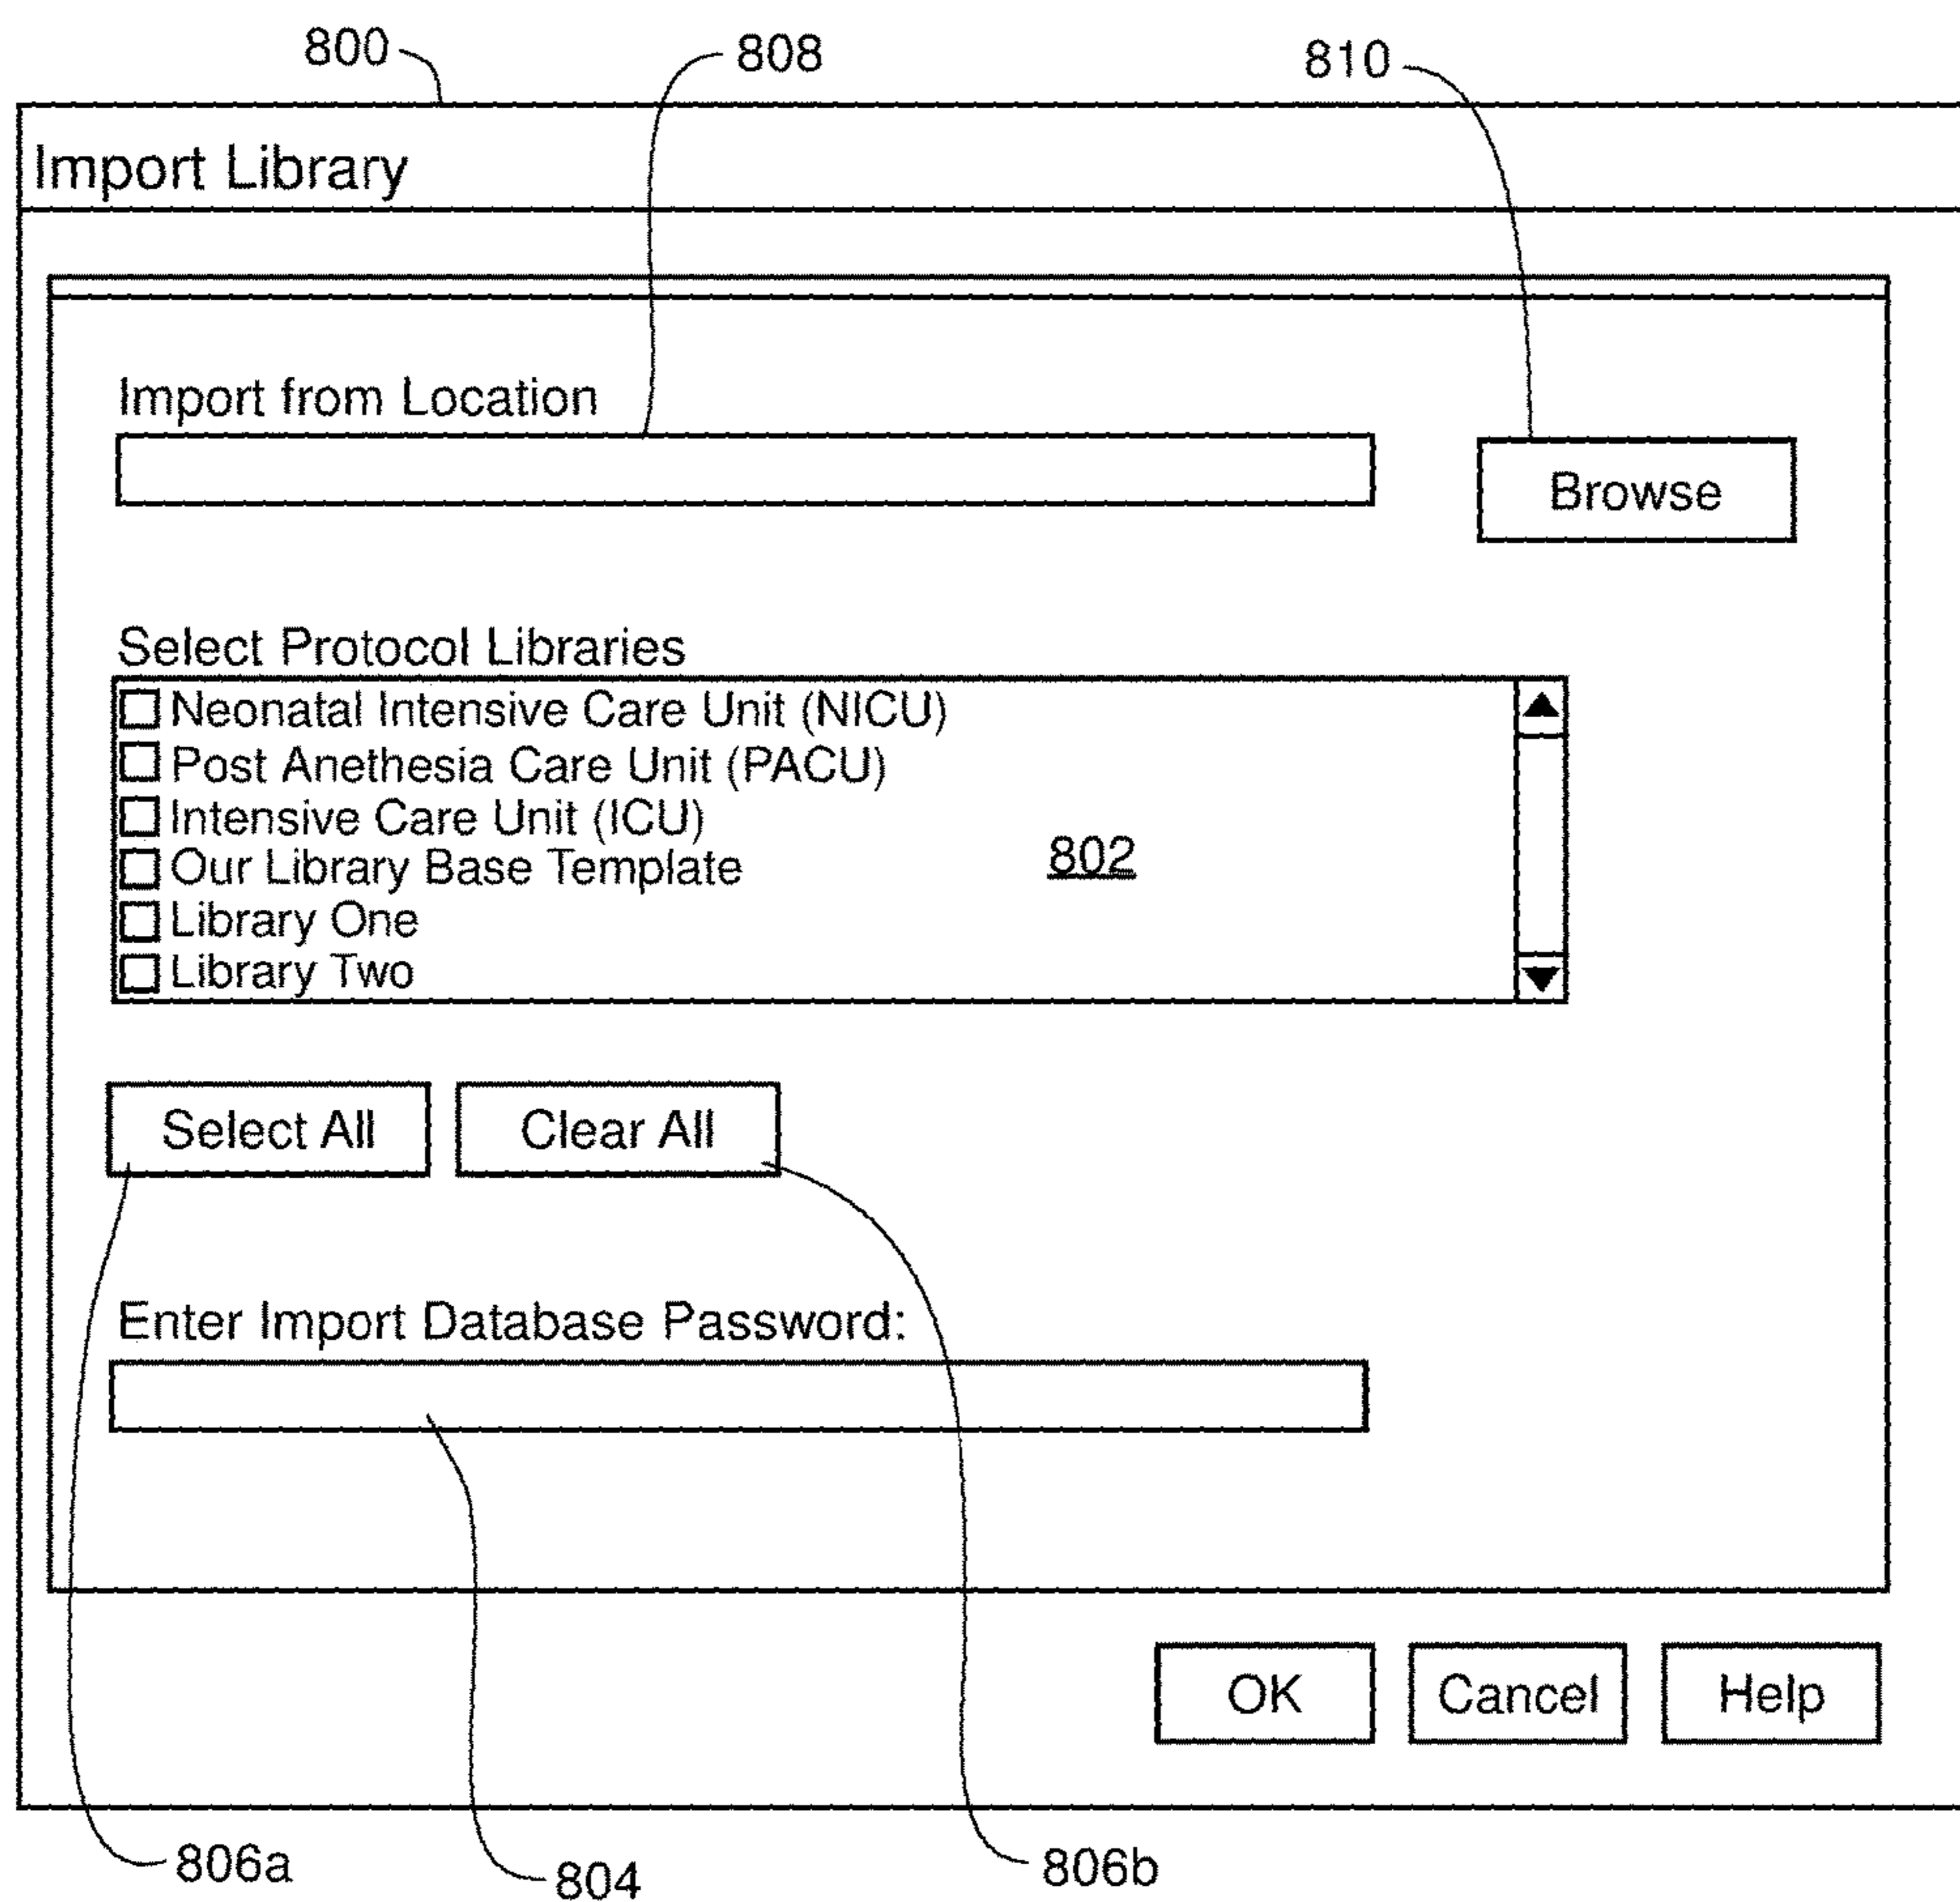 800
808
810
Import Library
Import from Location
Browse
Select Protocol Libraries
Neonatal Intensive Care Unit (NICU)
Post Anethesia Care Unit (PACU)
Intensive Care Unit (ICU)
Our Library Base Template
802
Library One
Library Two
Select All
Clear All
Enter Import Database Password:
OK
Cancel
Help
806a
804
806b